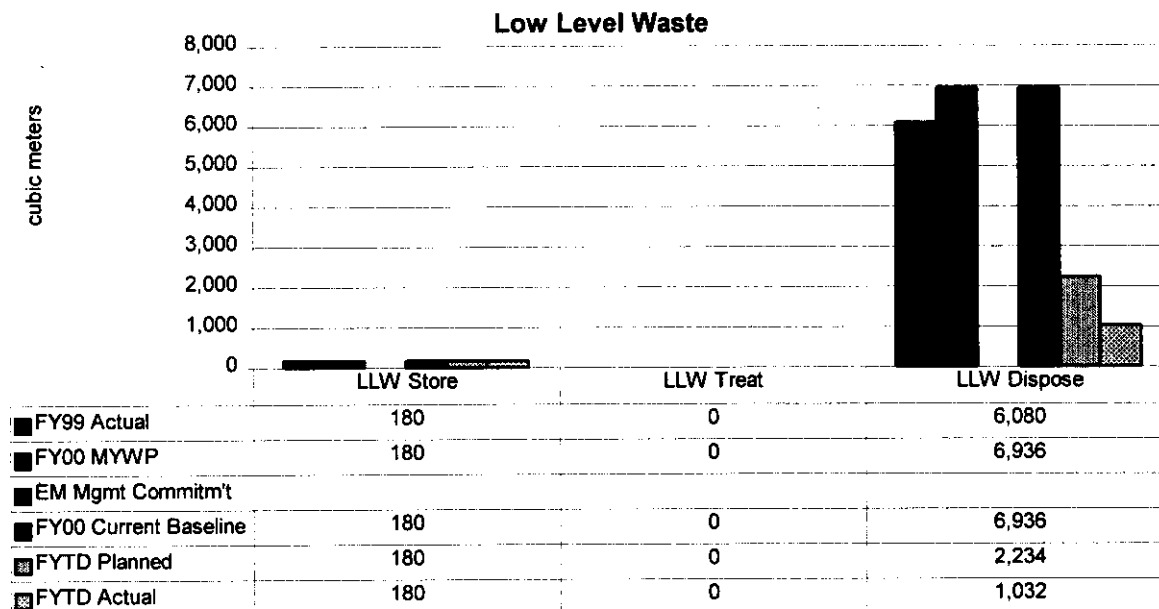 Low Level Waste
cubic meters
8,000
7,000
6,000
5,000
4,000
3,000
2,000
1,000
0
LLW Store LLW Treat LLW Dispose
FY99 Actual 180 0 6,080
FY00 MYWP 180 0 6,936
EM Mgmt Commitm't
FY00 Current Baseline 180 0 6,936
FYTD Planned 180 0 2,234
FYTD Actual 180 0 1,032